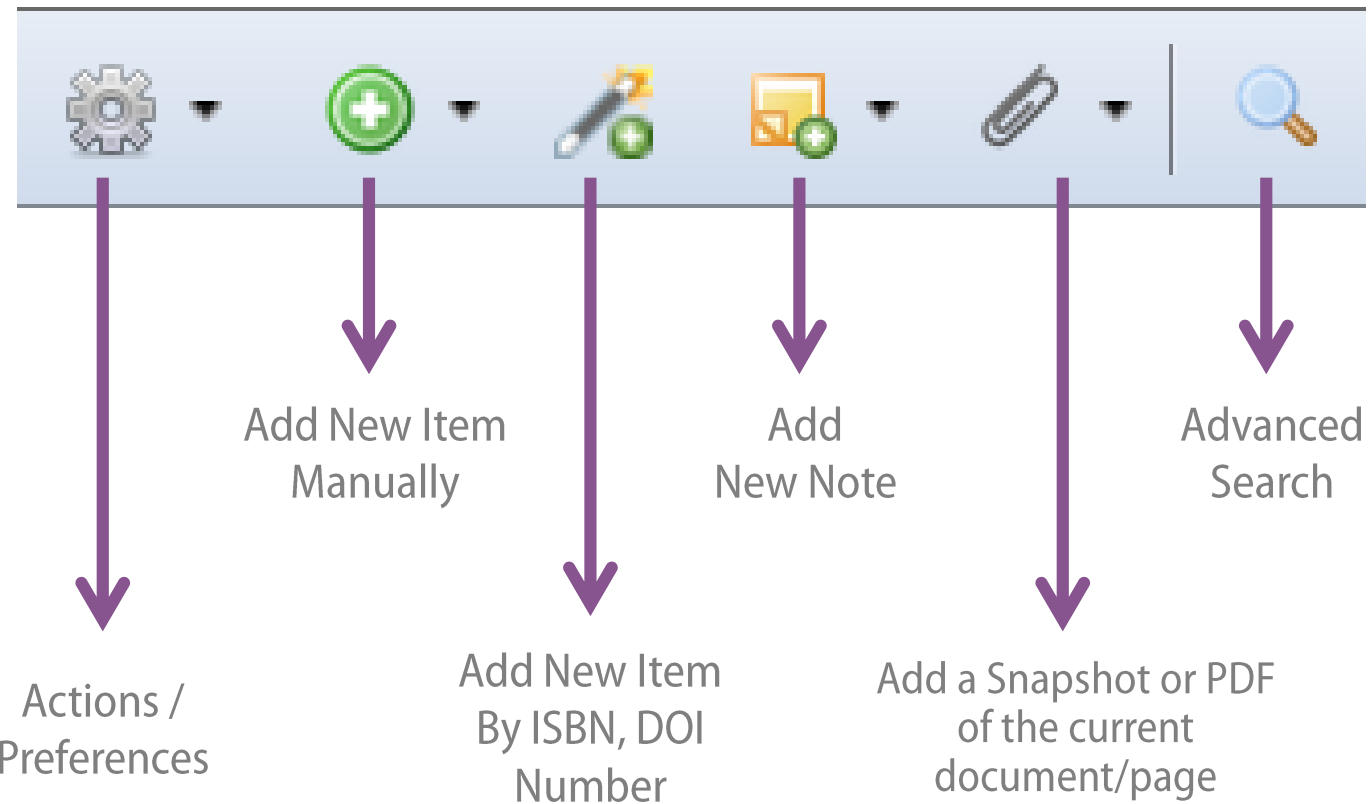 Add New Item
Manually
Add
New Note
Advanced
Search
Actions /
Preferences
Add New Item
By ISBN, DOI
Number
Add a Snapshot or PDF
of the current
document/page